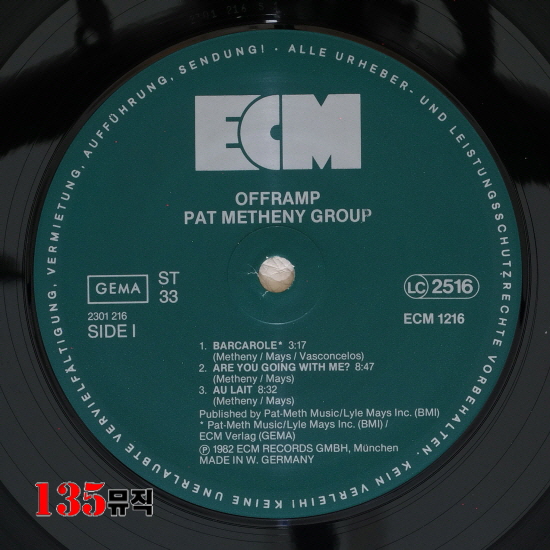 ALLE URHEBER- UND LEISTUNGSSCHUTZRECHTE VORBEHALTEN. KEIN VERLEIH! KEINE UNERLAUBTE VERVIELFÄLTIGUNG, VERMIETUNG, AUFFÜHRUNG, SENDUNG! ·
ECM
OFFRAMP
PAT METHENY GROUP
GEMA
ST
33
LC 2516
2301 216
SIDE I
ECM 1216
1. BARCAROLE* 3:17
(Metheny / Mays / Vasconcelos)
2. ARE YOU GOING WITH ME? 8:47
(Metheny / Mays)
3. AU LAIT 8:32
(Metheny / Mays)
Published by Pat-Meth Music/Lyle Mays Inc. (BMI)
* Pat-Meth Music/Lyle Mays Inc. (BMI) /
ECM Verlag (GEMA)
Ⓟ 1982 ECM RECORDS GMBH, München
MADE IN W. GERMANY
135뮤직